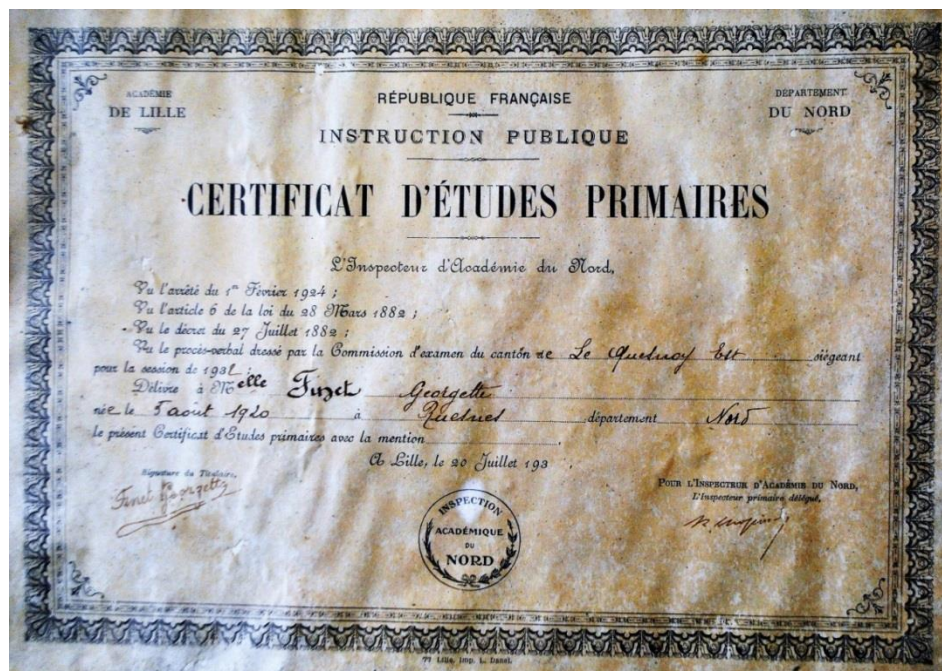 ACADÉMIE
DE LILLE
RÉPUBLIQUE FRANÇAISE
DÉPARTEMENT
DU NORD
INSTRUCTION PUBLIQUE
CERTIFICAT D'ÉTUDES PRIMAIRES
L'Inspecteur d'Académie du Nord,
Vu l'arrêté du 1er Février 1924 ;
Vu l'article 6 de la loi du 28 Mars 1882 ;
Vu le décret du 27 Juillet 1882 ;
Vu le procès-verbal dressé par la Commission d'examen du canton de Le Quesnoy Est siégeant
pour la session de 193 ;
Délivre à Melle Georgette
née le 5 août 1920 à département Nord
le présent Certificat d'Études primaires avec la mention .
A Lille, le 20 Juillet 193
Signature du Titulaire,
Georgette
POUR L'INSPECTEUR D'ACADÉMIE DU NORD,
L'Inspecteur primaire délégué,
INSPECTION
ACADÉMIQUE
DU
NORD
77 Lille, Imp. L. Danel.